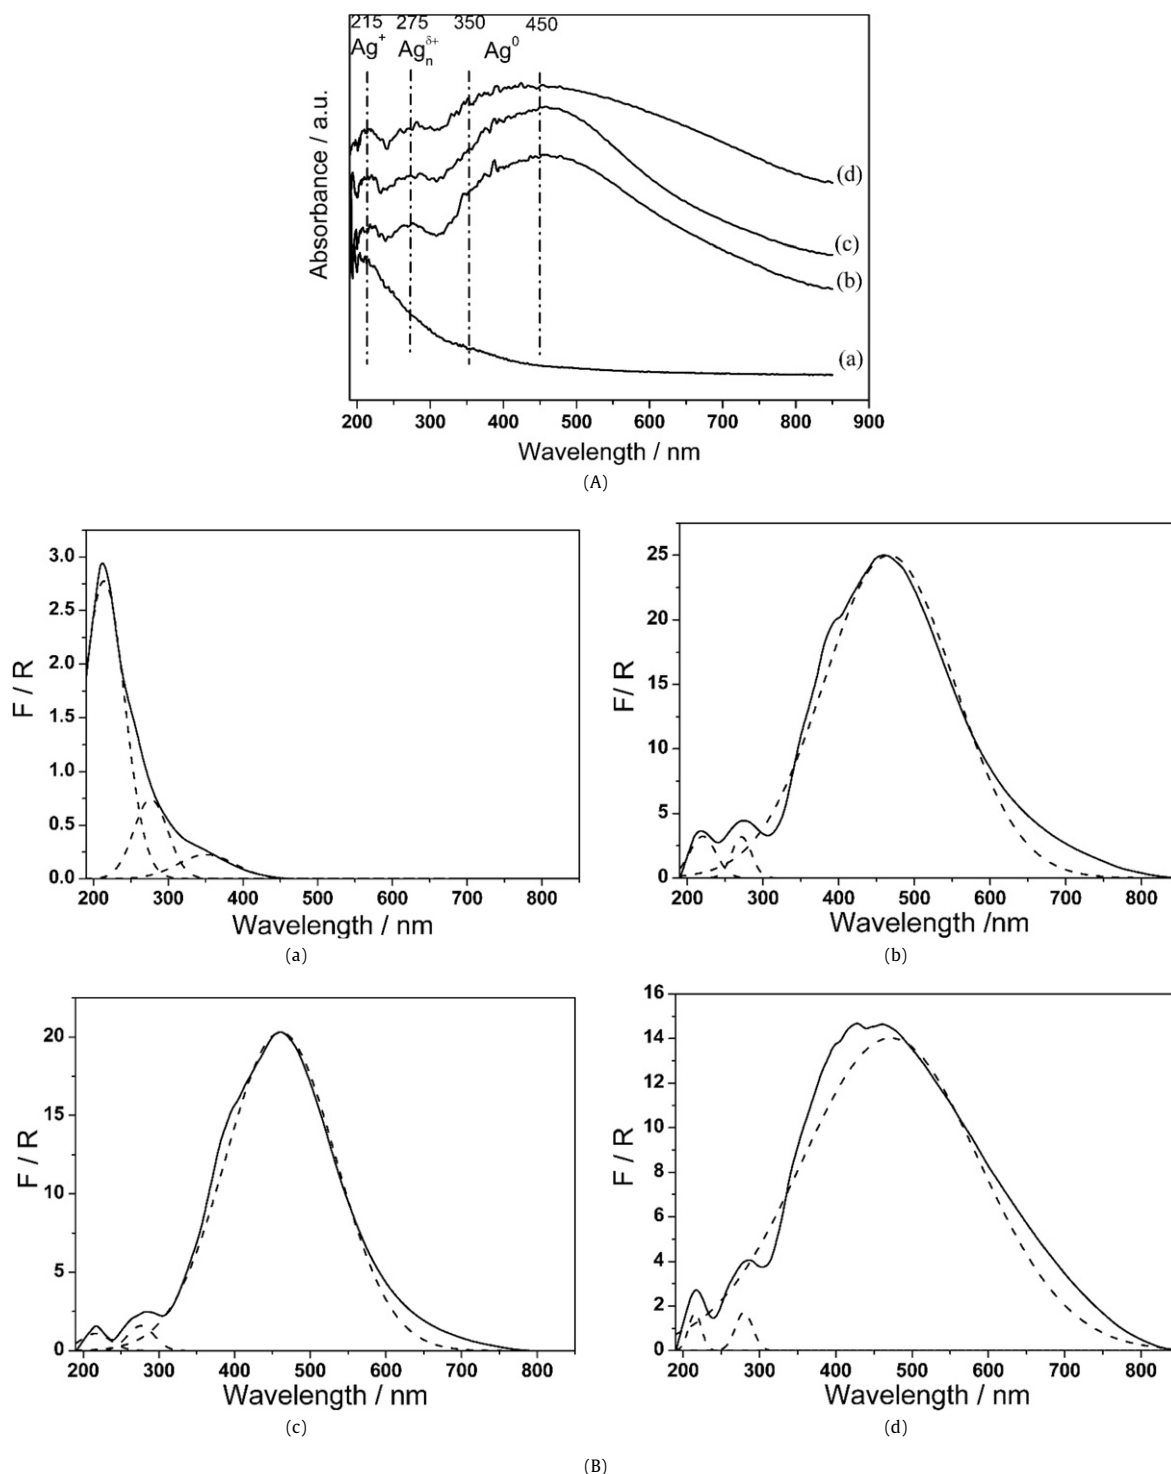 215 275 350 450
Ag⁺ Agₙᵟ⁺ Ag⁰
Absorbance / a.u.
(d)
(c)
(b)
(a)
200 300 400 500 600 700 800 900
Wavelength / nm
(A)
3.0
2.5
2.0
1.5
1.0
0.5
0.0
F / R
200 300 400 500 600 700 800
Wavelength / nm
(a)
25
20
15
10
5
0
F/ R
200 300 400 500 600 700 800
Wavelength /nm
(b)
20
15
10
5
0
F / R
200 300 400 500 600 700 800
Wavelength / nm
(c)
16
14
12
10
8
6
4
2
0
F / R
200 300 400 500 600 700 800
Wavelength / nm
(d)
(B)